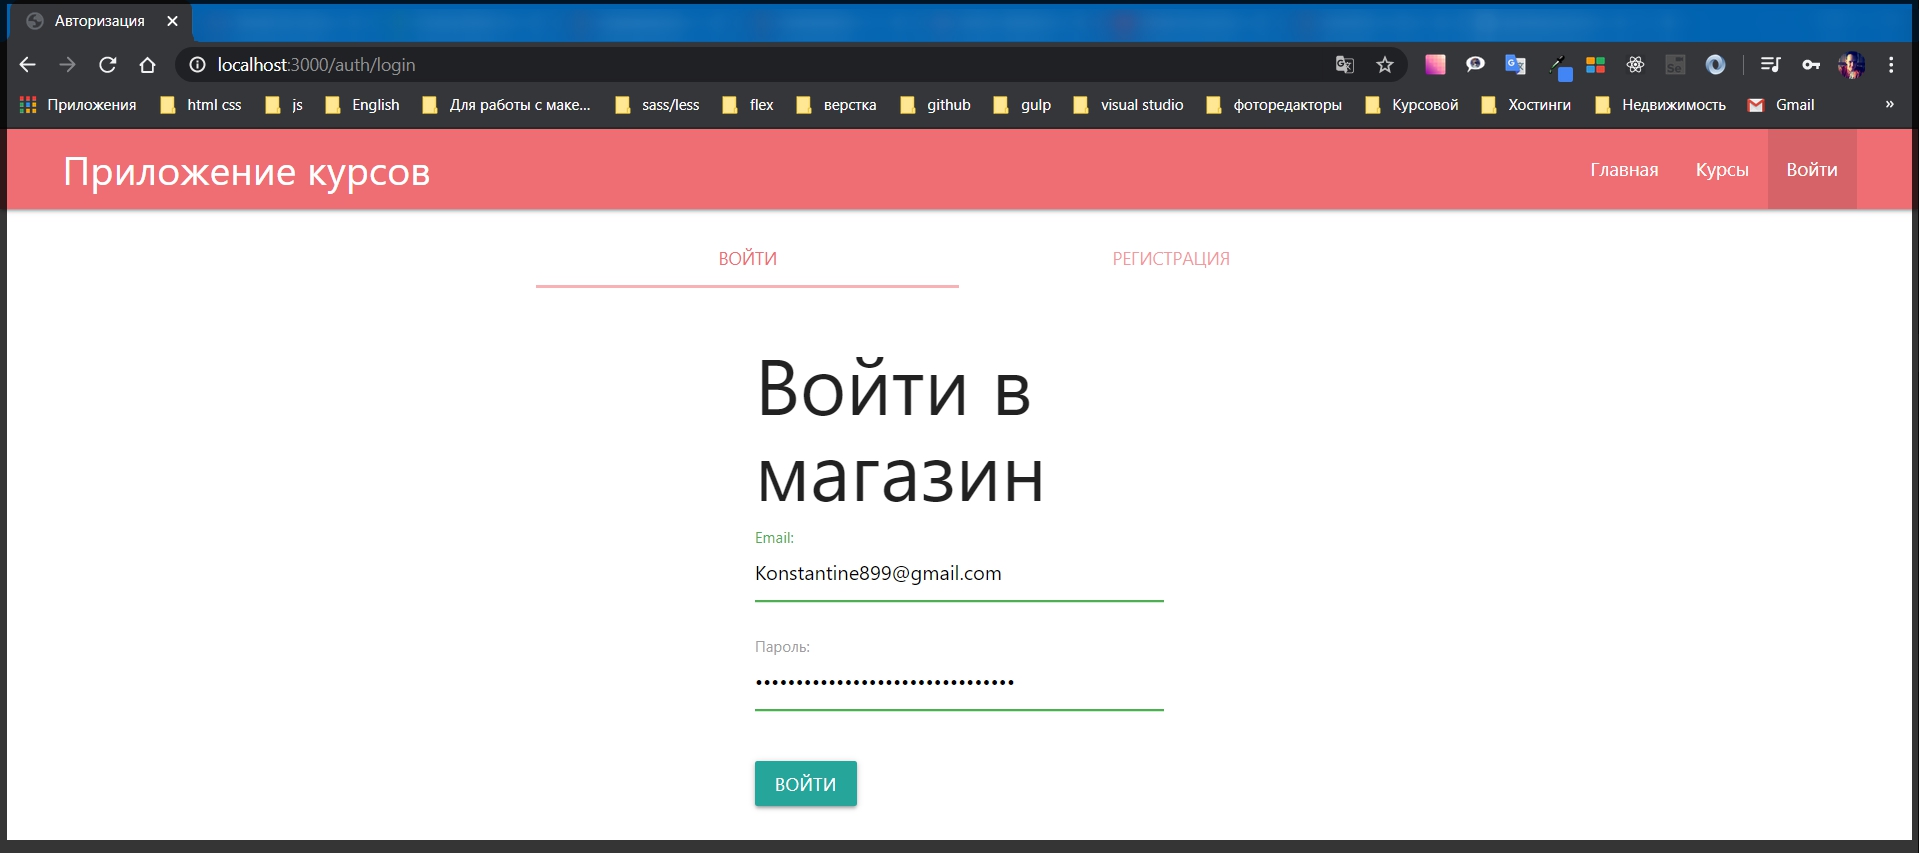 Авторизация
localhost:3000/auth/login
Приложения html css js English Для работы с маке... sass/less flex верстка github gulp visual studio фоторедакторы Курсовой Хостинги Недвижимость Gmail »
Приложение курсов Главная Курсы Войти
ВОЙТИ РЕГИСТРАЦИЯ
Войти в
магазин
Email:
Konstantine899@gmail.com
Пароль:
••••••••••••••••••••••••••••••••
ВОЙТИ